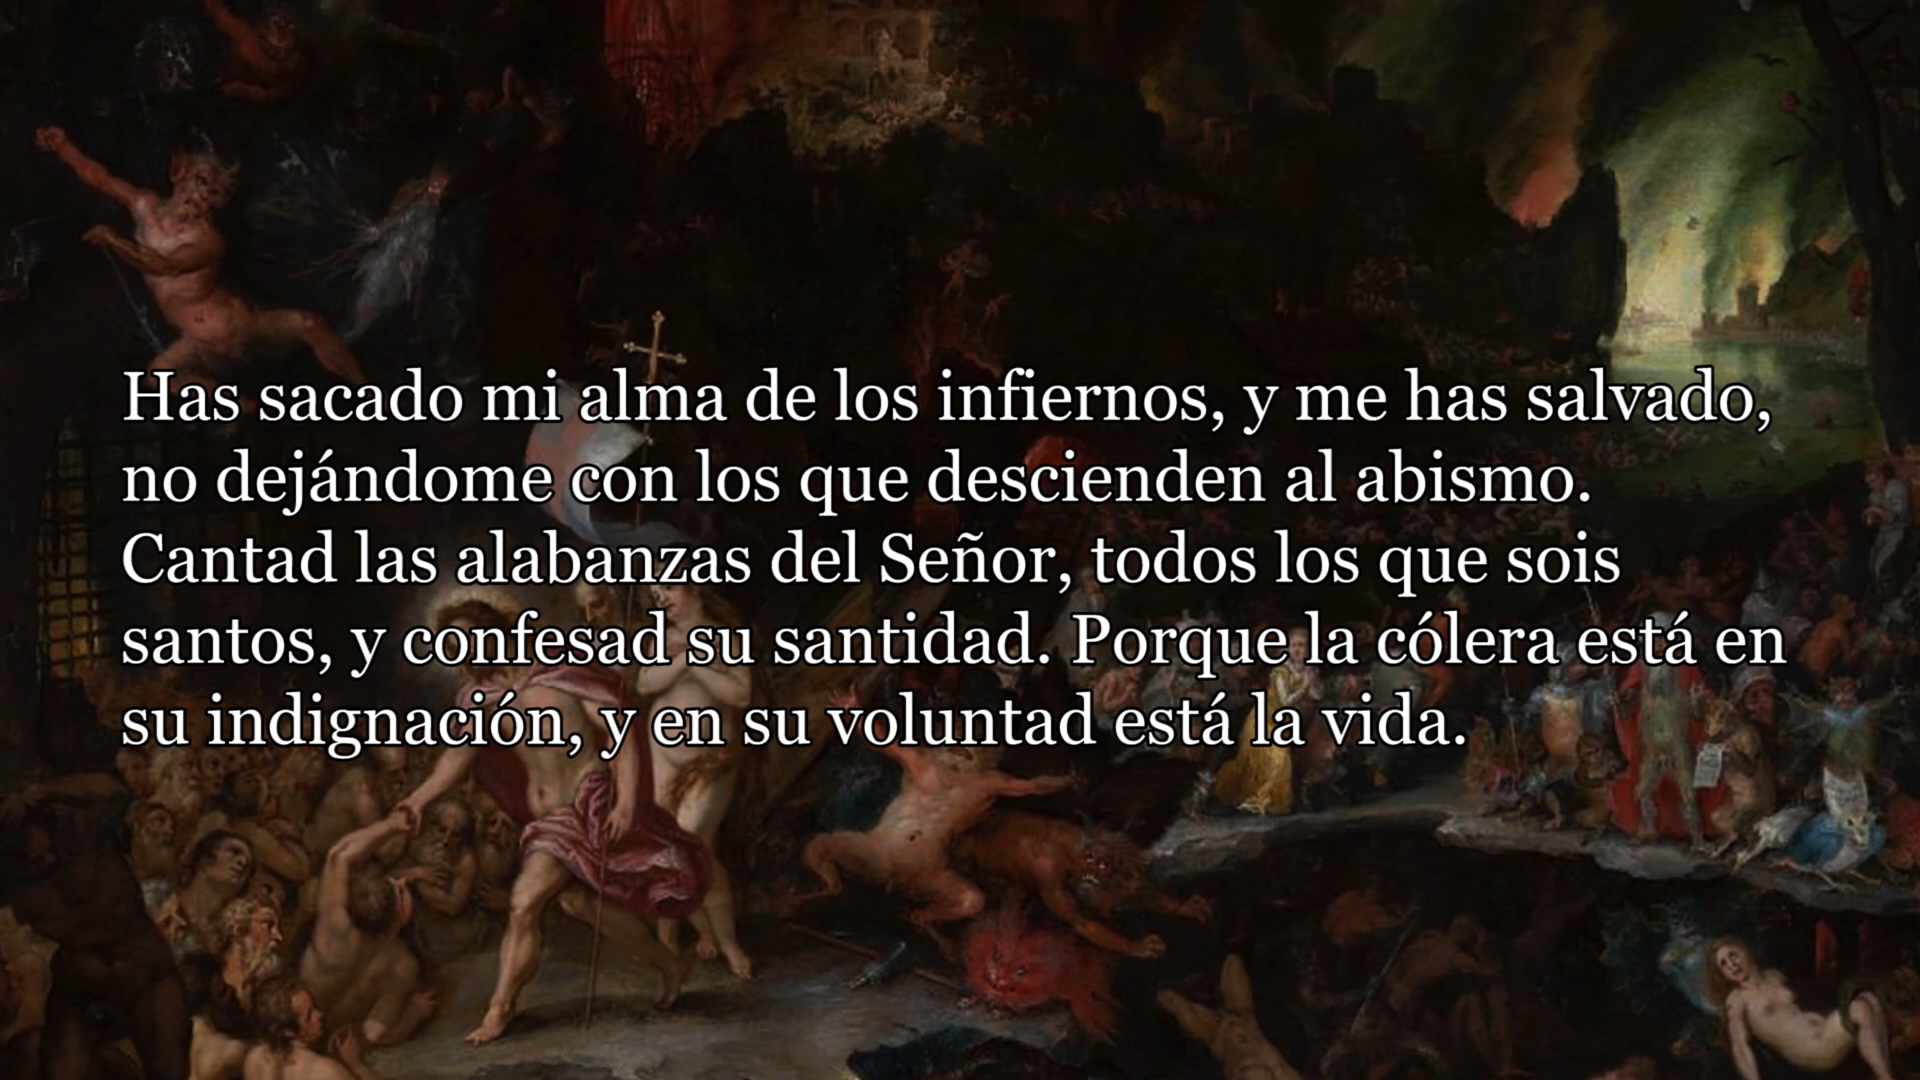 Has sacado mi alma de los infiernos, y me has salvado,
no dejándome con los que descienden al abismo.
Cantad las alabanzas del Señor, todos los que sois
santos, y confesad su santidad. Porque la cólera está en
su indignación, y en su voluntad está la vida.